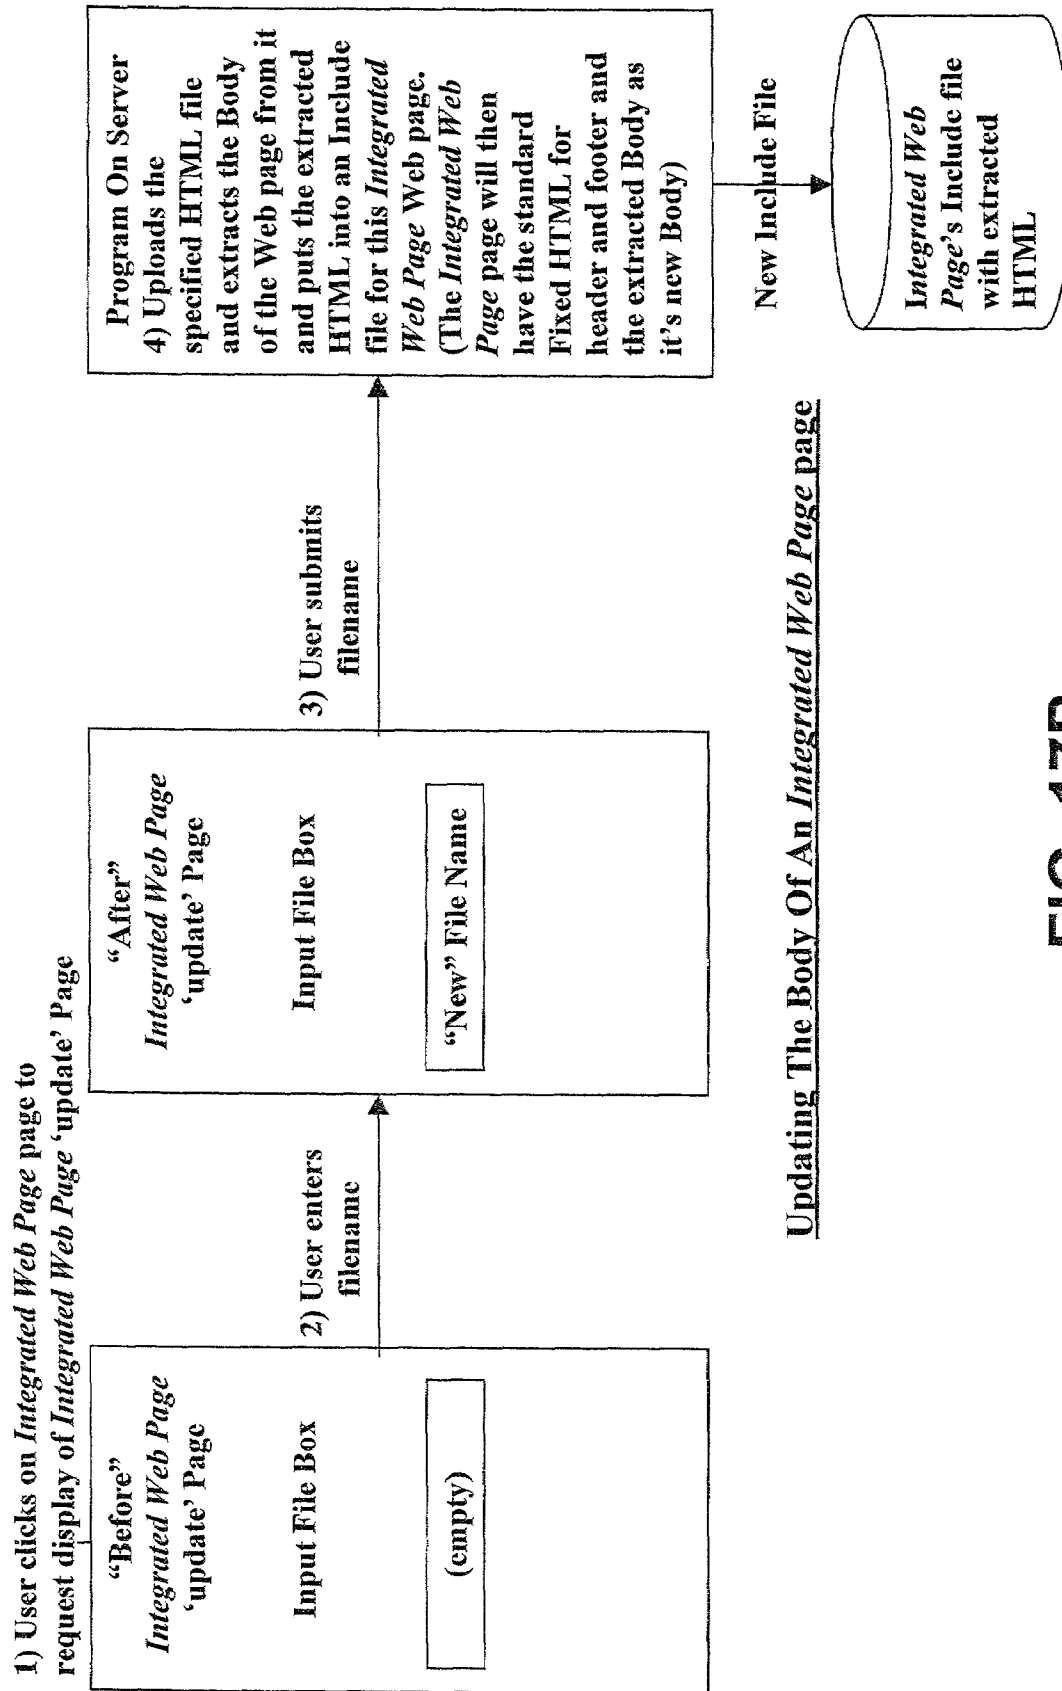 1) User clicks on Integrated Web Page page to
request display of Integrated Web Page ‘update’ Page
“Before”
Integrated Web Page
‘update’ Page
Input File Box
(empty)
2) User enters
filename
“After”
Integrated Web Page
‘update’ Page
Input File Box
“New” File Name
3) User submits
filename
Program On Server
4) Uploads the
specified HTML file
and extracts the Body
of the Web page from it
and puts the extracted
HTML into an Include
file for this Integrated
Web Page Web page.
(The Integrated Web
Page page will then
have the standard
Fixed HTML for
header and footer and
the extracted Body as
it's new Body)
New Include File
Integrated Web
Page's Include file
with extracted
HTML
Updating The Body Of An Integrated Web Page page